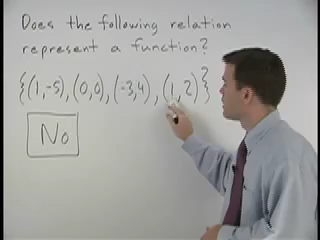 Does the following relation
represent a function?
{(1,-5), (0,0), (-3,4), (1,2)}
No